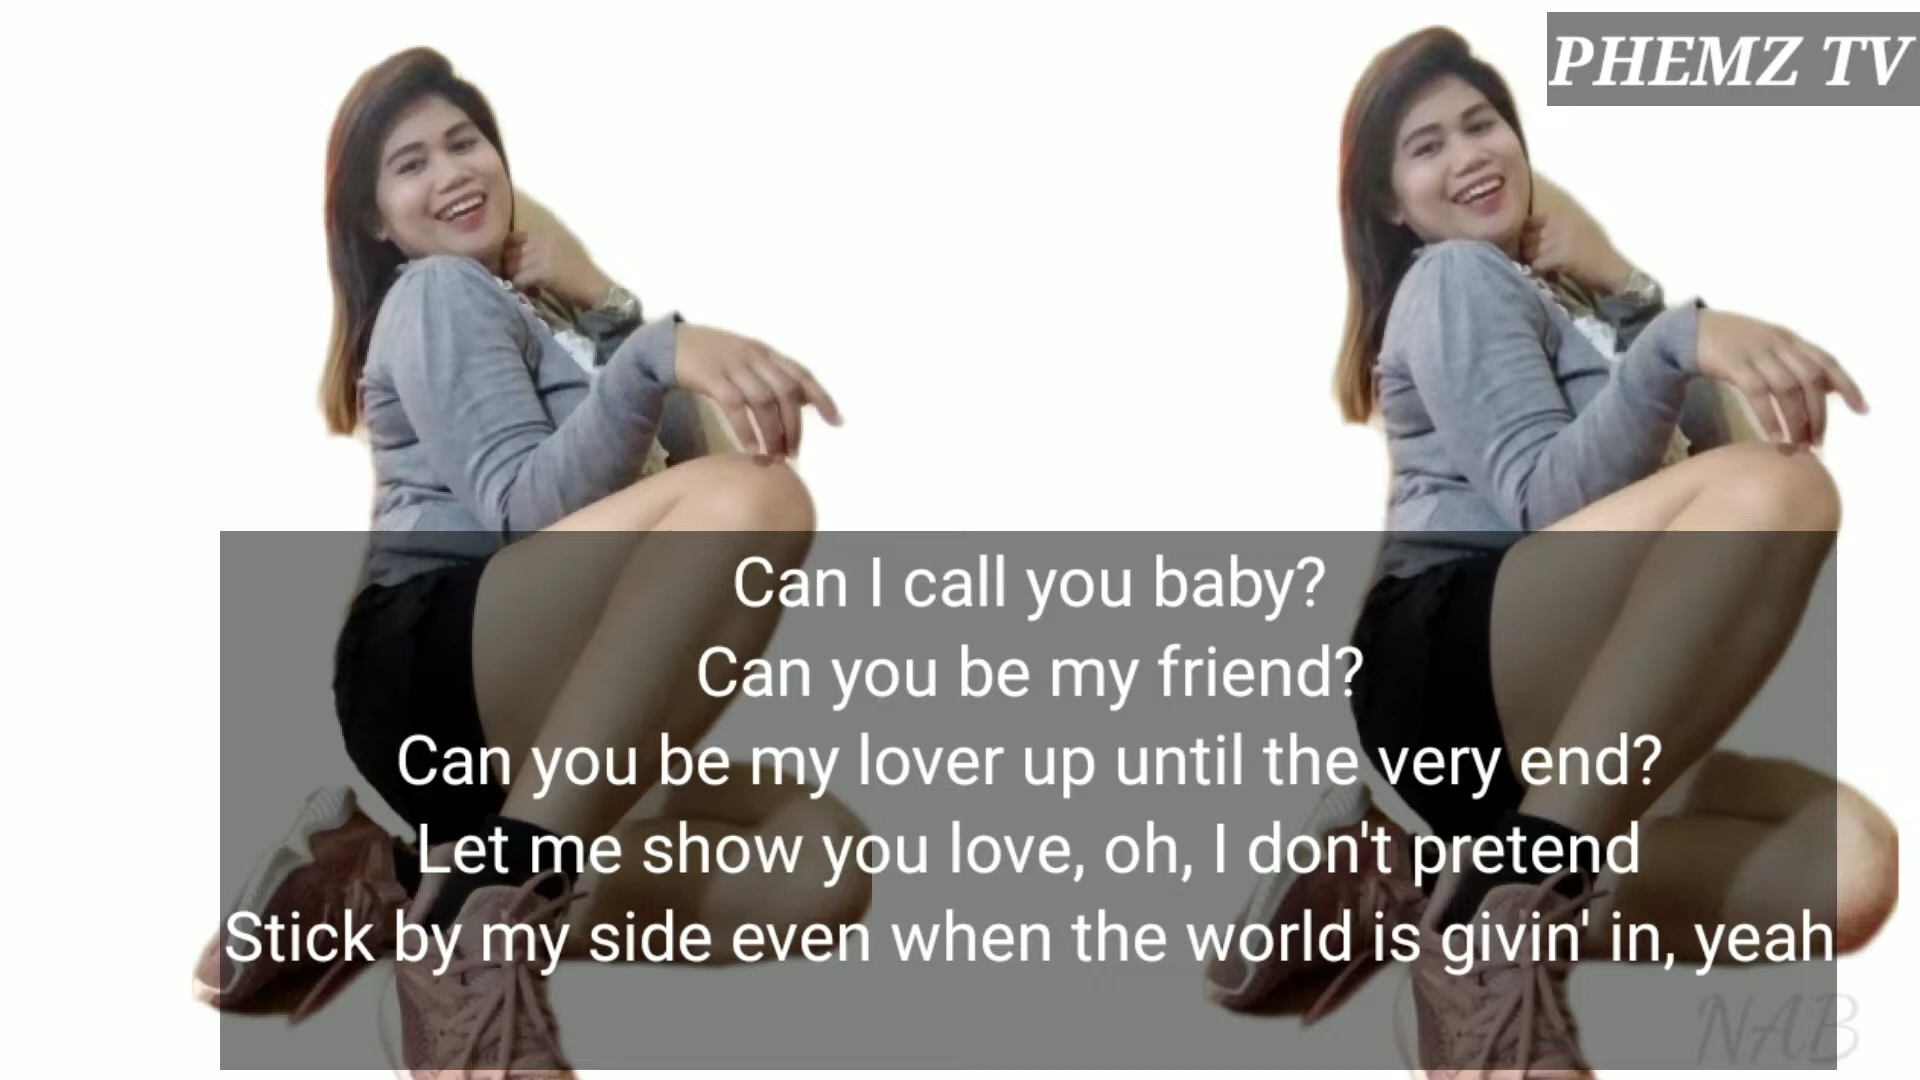 PHEMZ TV
Can I call you baby?
Can you be my friend?
Can you be my lover up until the very end?
Let me show you love, oh, I don't pretend
Stick by my side even when the world is givin' in, yeah
NAB